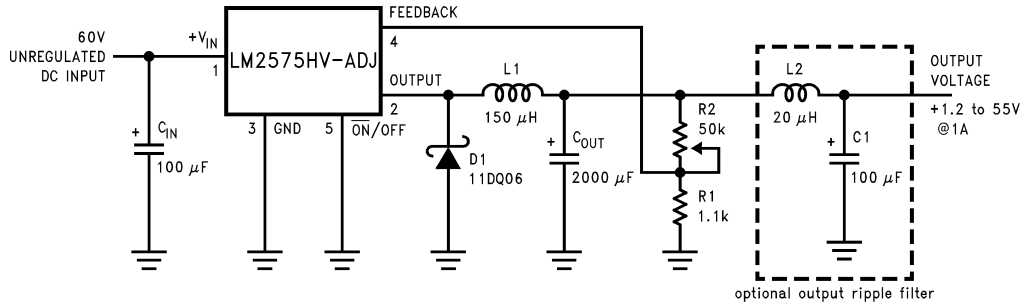 FEEDBACK
60V
UNREGULATED
DC INPUT
+VIN
1
LM2575HV-ADJ
4
OUTPUT
2
3
GND
5
ON/OFF
+
CIN
100 μF
D1
11DQ06
L1
150 μH
+
COUT
2000 μF
R2
50k
R1
1.1k
L2
20 μH
+
C1
100 μF
OUTPUT
VOLTAGE
+1.2 to 55V
@1A
optional output ripple filter